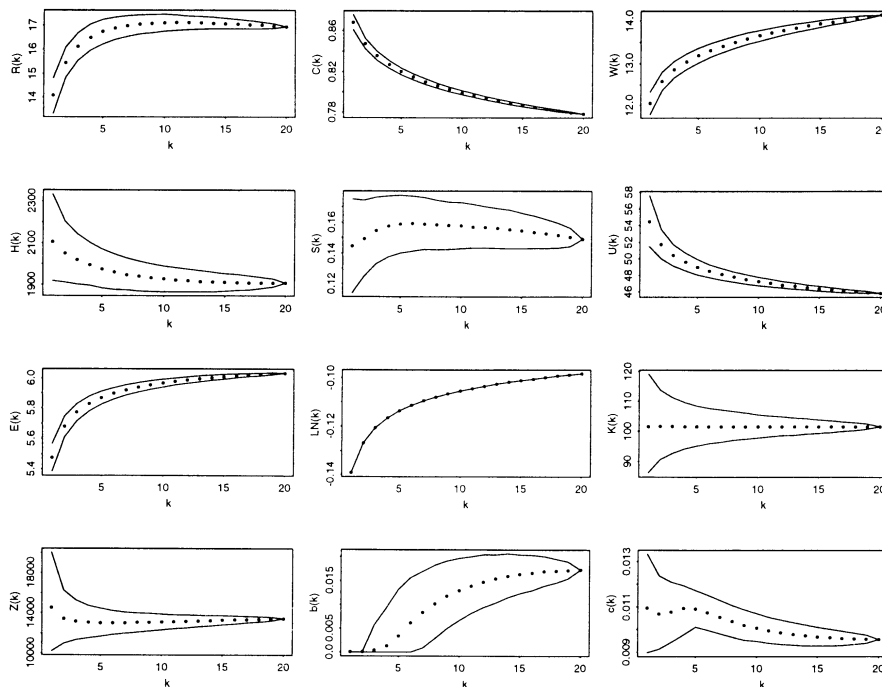 R(k)
14 15 16 17
5 10 15 20
k
C(k)
0.78 0.82 0.86
5 10 15 20
k
W(k)
12.0 13.0 14.0
5 10 15 20
k
H(k)
1900 2100 2300
5 10 15 20
k
S(k)
0.12 0.14 0.16
5 10 15 20
k
U(k)
46 48 50 52 54 56 58
5 10 15 20
k
E(k)
5.4 5.6 5.8 6.0
5 10 15 20
k
LN(k)
-0.14 -0.12 -0.10
5 10 15 20
k
K(k)
90 100 110 120
5 10 15 20
k
Z(k)
10000 14000 18000
5 10 15 20
k
b(k)
0.0 0.005 0.015
5 10 15 20
k
c(k)
0.009 0.011 0.013
5 10 15 20
k